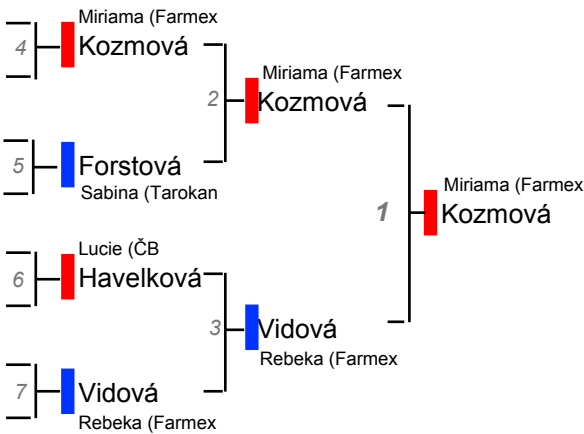 Miriama (Farmex
4
Kozmová
Miriama (Farmex
2
Kozmová
5
Forstová
Sabina (Tarokan
Miriama (Farmex
1
Kozmová
Lucie (ČB
6
Havelková
3
Vidová
Rebeka (Farmex
7
Vidová
Rebeka (Farmex